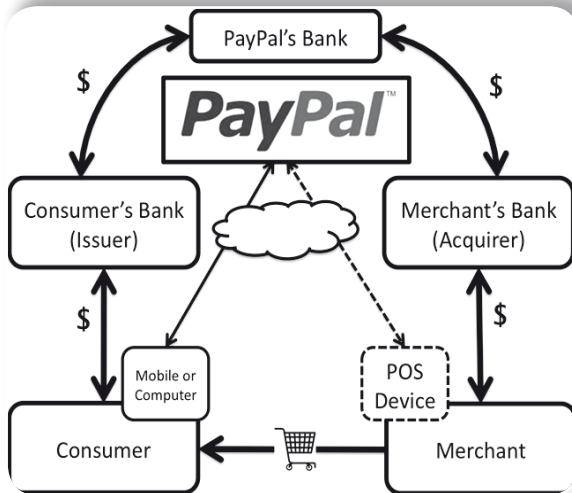 PayPal's Bank
$
$
PayPal™
Consumer's Bank
(Issuer)
Merchant's Bank
(Acquirer)
$
$
Mobile or
Computer
POS
Device
Consumer
Merchant